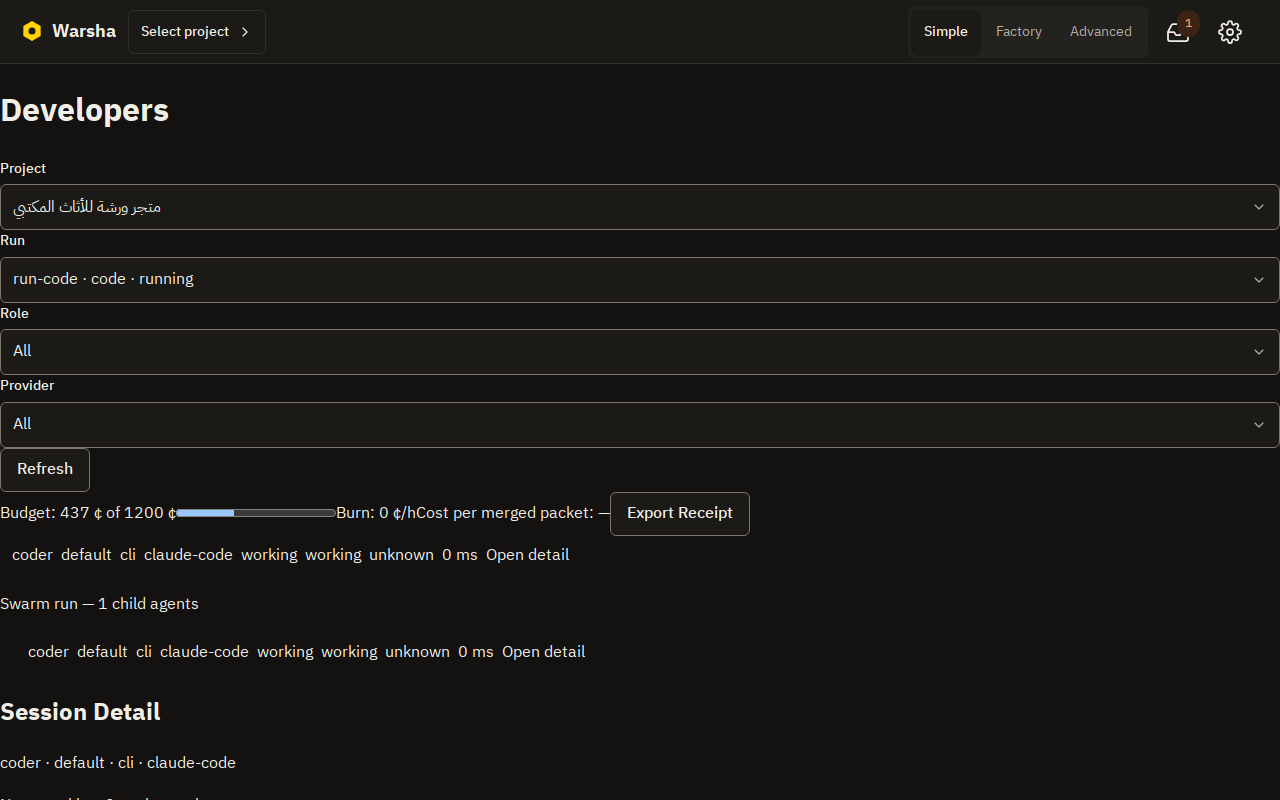 Warsha
Select project
Simple
Factory
Advanced
1
Developers
Project
متجر ورشة للأثاث المكتبي
Run
run-code · code · running
Role
All
Provider
All
Refresh
Budget: 437 ¢ of 1200 ¢ Burn: 0 ¢/hCost per merged packet: — Export Receipt
coder default cli claude-code working working unknown 0 ms Open detail
Swarm run — 1 child agents
coder default cli claude-code working working unknown 0 ms Open detail
Session Detail
coder · default · cli · claude-code